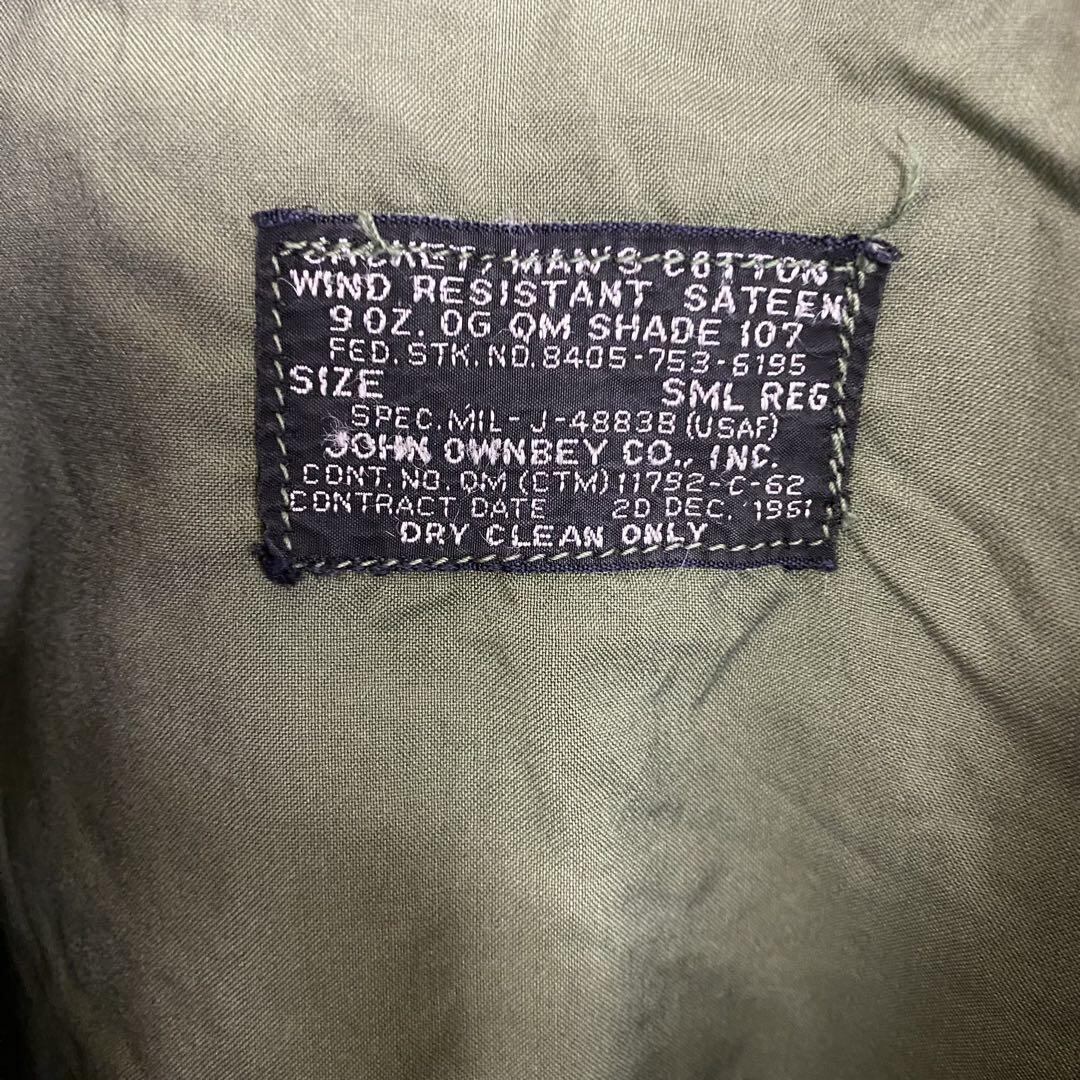 JACKET, MAN'S COTTON
WIND RESISTANT SATEEN
9 OZ. OG QM SHADE 107
FED. STK. NO. 8405-753-6195
SIZE SML REG
SPEC. MIL-J-4883B (USAF)
JOHN OWNBEY CO., INC.
CONT. NO. QM (CTM) 11792-C-62
CONTRACT DATE 20 DEC. 1961
DRY CLEAN ONLY